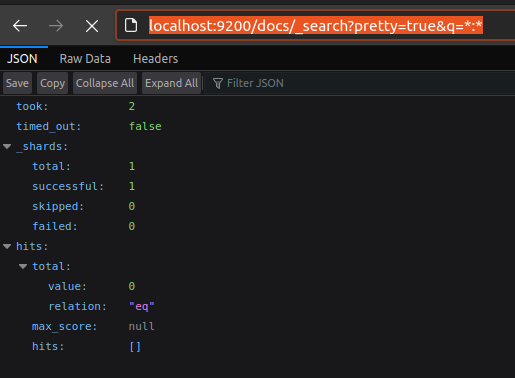 localhost:9200/docs/_search?pretty=true&q=*:*
JSON Raw Data Headers
Save Copy Collapse All Expand All Filter JSON
took: 2
timed_out: false
_shards:
total: 1
successful: 1
skipped: 0
failed: 0
hits:
total:
value: 0
relation: "eq"
max_score: null
hits: []